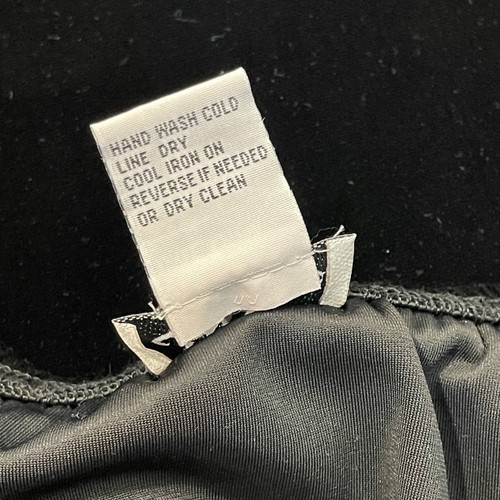 HAND WASH COLD
LINE DRY
COOL IRON ON
REVERSE IF NEEDED
OR DRY CLEAN